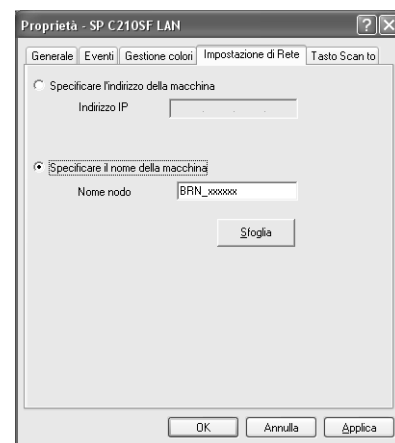 Proprietà - SP C210SF LAN
Generale Eventi Gestione colori Impostazione di Rete Tasto Scan to
Specificare l'indirizzo della macchina
Indirizzo IP . . .
Specificare il nome della macchina
Nome nodo BRN_xxxxxx
Sfoglia
OK Annulla Applica